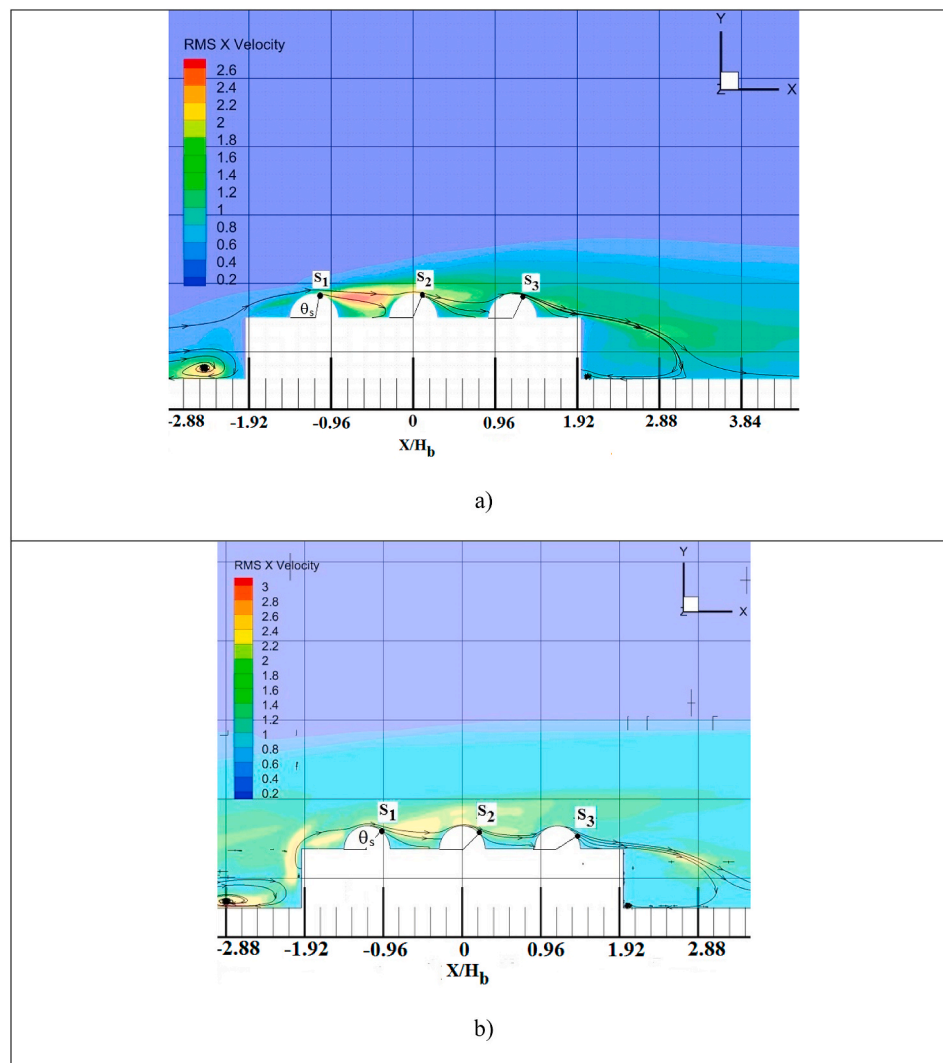 Y
RMS X Velocity
2.6
2.4
2.2
2
1.8
1.6
1.4
1.2
1
0.8
0.6
0.4
0.2
Z
X
S1
S2
S3
θs
-2.88 -1.92 -0.96 0 0.96 1.92 2.88 3.84
X/Hb
a)
Y
RMS X Velocity
3
2.8
2.6
2.4
2.2
2
1.8
1.6
1.4
1.2
1
0.8
0.6
0.4
0.2
Z
X
S1
S2
S3
θs
-2.88 -1.92 -0.96 0 0.96 1.92 2.88
X/Hb
b)